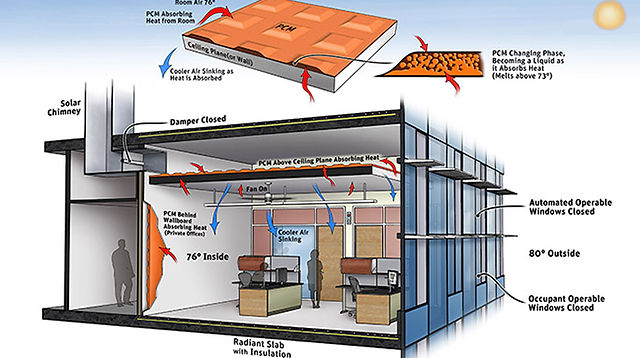 Room Air 76°
PCM Absorbing
Heat from Room
PCM
Ceiling Plane(or Wall)
Cooler Air Sinking as
Heat is Absorbed
PCM Changing Phase,
Becoming a Liquid as
it Absorbs Heat
(Melts above 73°)
Solar
Chimney
Damper Closed
PCM Above Ceiling Plane Absorbing Heat
Fan On
PCM Behind
Wallboard
Absorbing Heat
(Private Offices)
Cooler Air
Sinking
76° Inside
Automated Operable
Windows Closed
80° Outside
Occupant Operable
Windows Closed
Radiant Slab
with Insulation